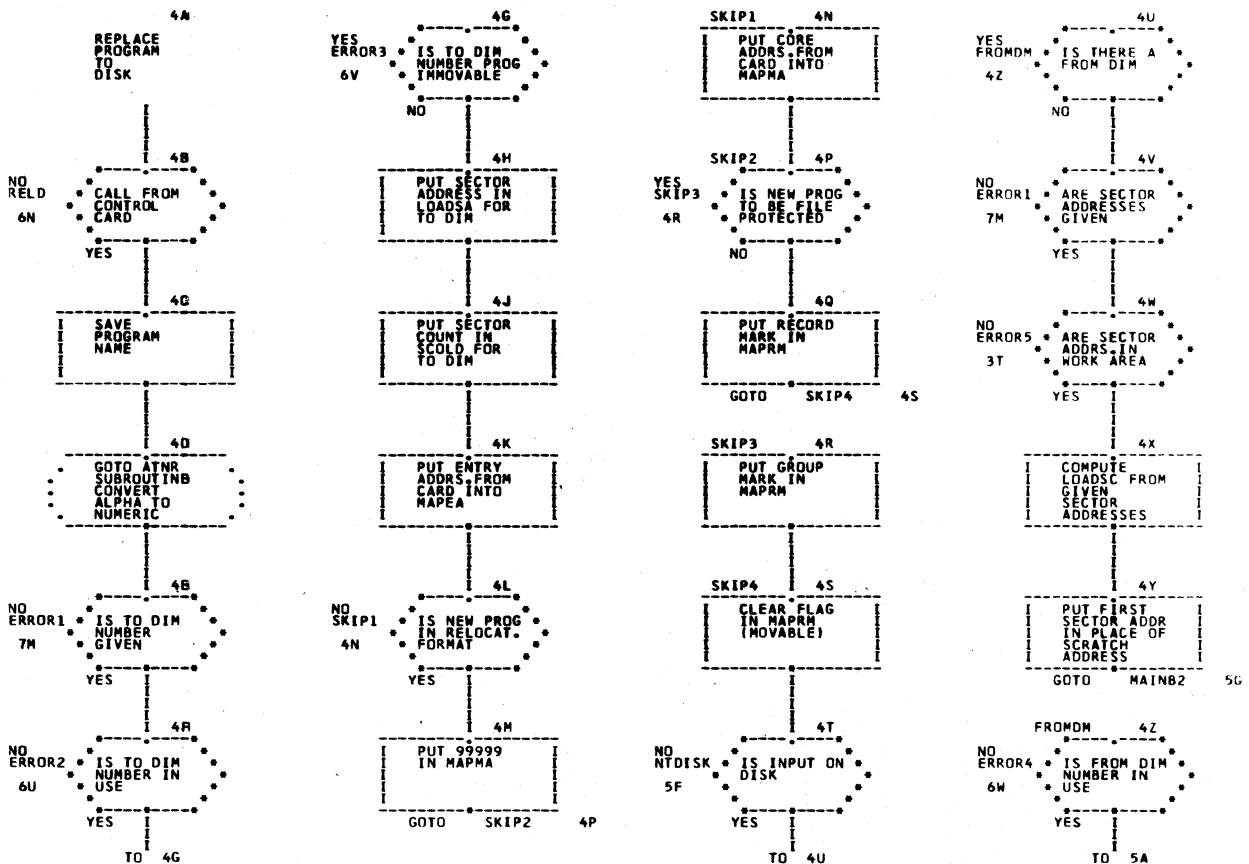 4A
REPLACE
PROGRAM
TO
DISK
4B
NO
RELD
6N
CALL FROM
CONTROL
CARD
YES
4C
SAVE
PROGRAM
NAME
4D
GOTO ATNR
SUBROUTINB
CONVERT
ALPHA TO
NUMERIC
4B
NO
ERROR1
7M
IS TO DIM
NUMBER
GIVEN
YES
4R
NO
ERROR2
6U
IS TO DIM
NUMBER IN
USE
YES
TO 4G
4G
YES
ERROR3
6V
IS TO DIM
NUMBER PROG
IMMOVABLE
NO
4H
PUT SECTOR
ADDRESS IN
LOADSA FOR
TO DIM
4J
PUT SECTOR
COUNT IN
SCOLD FOR
TO DIM
4K
PUT ENTRY
ADDRS.FROM
CARD INTO
MAPEA
4L
NO
SKIP1
4N
IS NEW PROG
IN RELOCAT.
FORMAT
YES
4M
PUT 99999
IN MAPMA
GOTO SKIP2 4P
SKIP1 4N
PUT CORE
ADDRS.FROM
CARD INTO
MAPMA
SKIP2 4P
YES
SKIP3
4R
IS NEW PROG
TO BE FILE
PROTECTED
NO
4Q
PUT RECORD
MARK IN
MAPRM
GOTO SKIP4 4S
SKIP3 4R
PUT GROUP
MARK IN
MAPRM
SKIP4 4S
CLEAR FLAG
IN MAPRM
(MOVABLE)
4T
NO
NTDISK
5F
IS INPUT ON
DISK
YES
TO 4U
4U
YES
FROMDM
4Z
IS THERE A
FROM DIM
NO
4V
NO
ERROR1
7M
ARE SECTOR
ADDRESSES
GIVEN
YES
4W
NO
ERROR5
3T
ARE SECTOR
ADDRS.IN
WORK AREA
YES
4X
COMPUTE
LOADSC FROM
GIVEN
SECTOR
ADDRESSES
4Y
PUT FIRST
SECTOR ADDR
IN PLACE OF
SCRATCH
ADDRESS
GOTO MAINB2 5G
FROMDM 4Z
NO
ERROR4
6W
IS FROM DIM
NUMBER IN
USE
YES
TO 5A